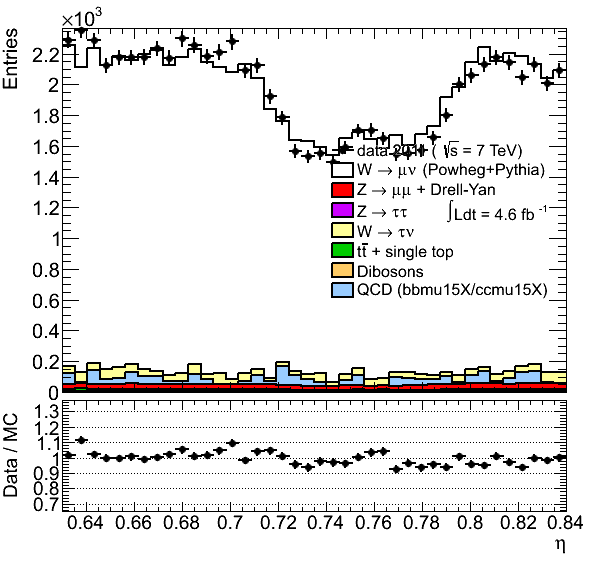 ×10³
Entries
2.2
2
1.8
1.6
1.4
1.2
1
0.8
0.6
0.4
0.2
0
data ( √s = 7 TeV)
W → μν (Powheg+Pythia)
Z → μμ + Drell-Yan
Z → ττ
∫Ldt = 4.6 fb⁻¹
W → τν
tt̅ + single top
Dibosons
QCD (bbmu15X/ccmu15X)
Data / MC
1.3
1.2
1.1
1
0.9
0.8
0.7
0.64 0.66 0.68 0.7 0.72 0.74 0.76 0.78 0.8 0.82 0.84
η